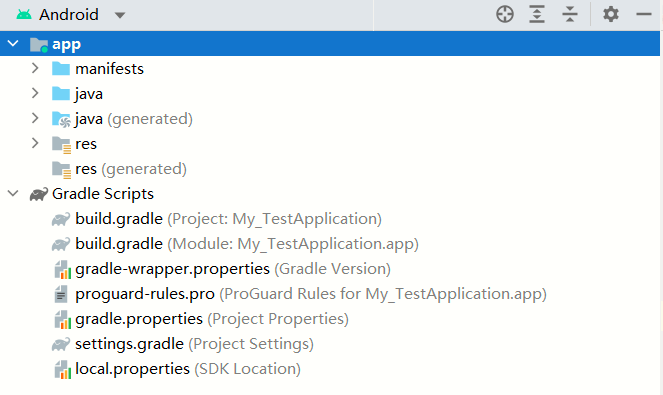 Android
app
manifests
java
java (generated)
res
res (generated)
Gradle Scripts
build.gradle (Project: My_TestApplication)
build.gradle (Module: My_TestApplication.app)
gradle-wrapper.properties (Gradle Version)
proguard-rules.pro (ProGuard Rules for My_TestApplication.app)
gradle.properties (Project Properties)
settings.gradle (Project Settings)
local.properties (SDK Location)